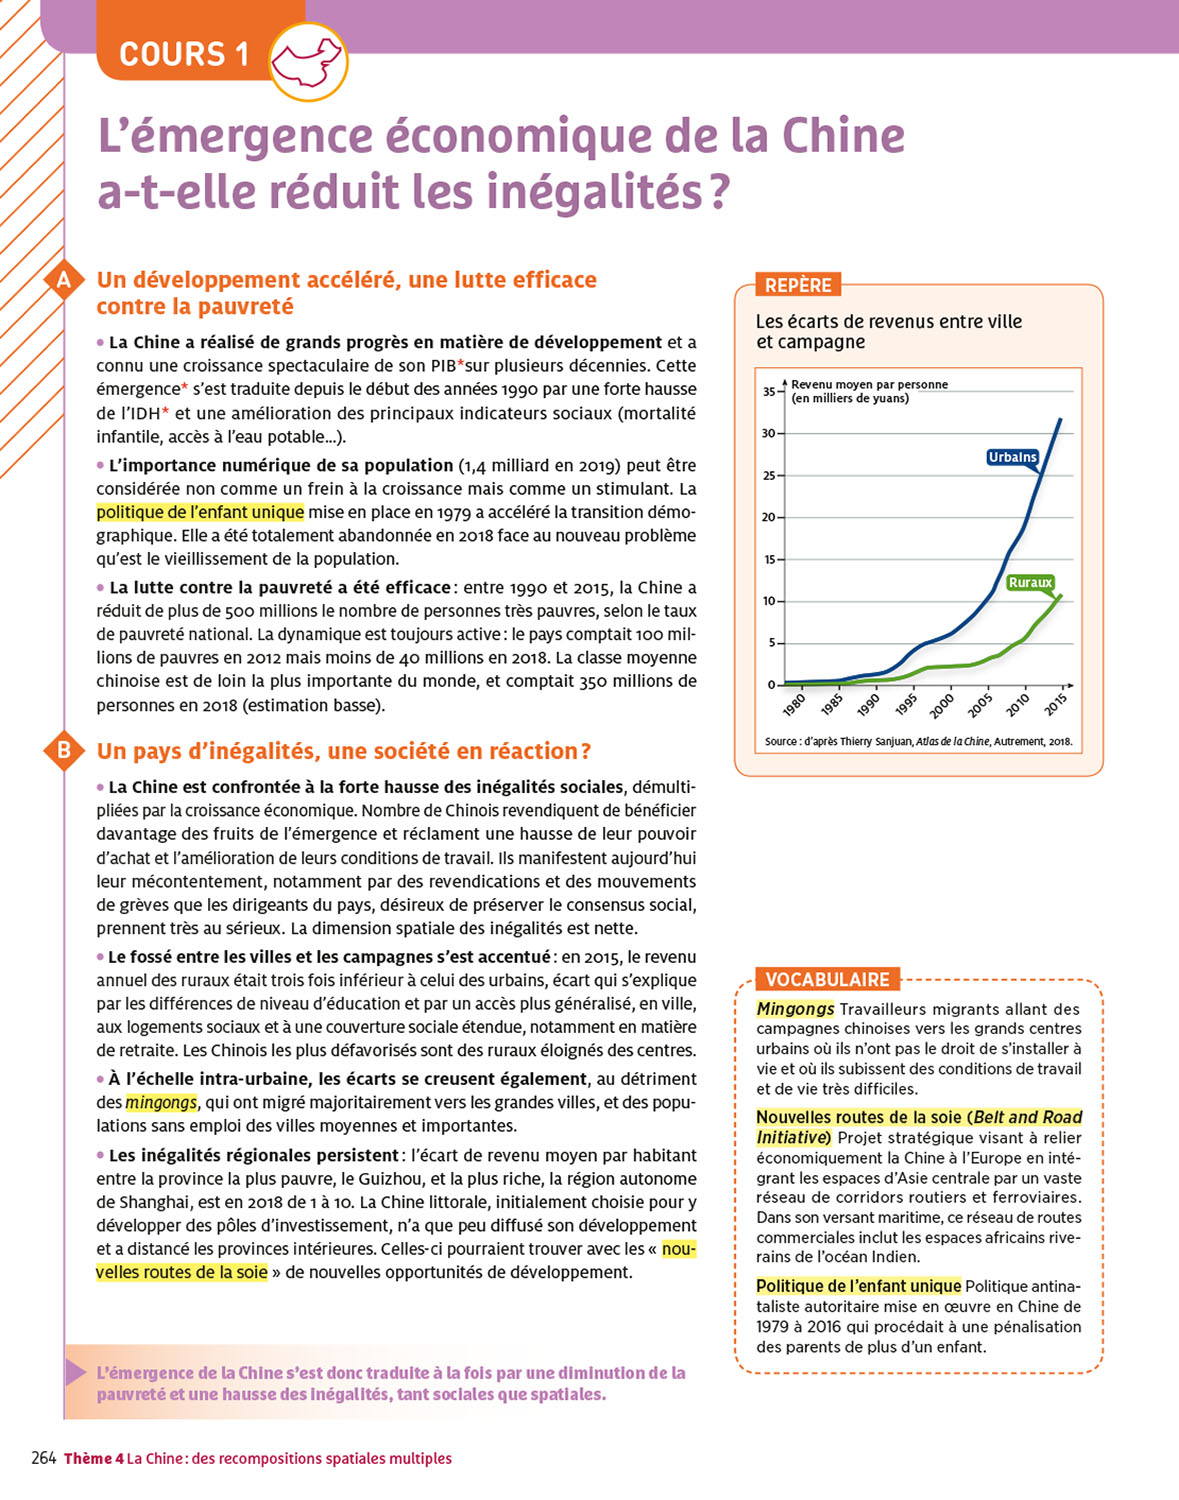 COURS 1
L’émergence économique de la Chine
a-t-elle réduit les inégalités ?
A
Un développement accéléré, une lutte efficace
contre la pauvreté
• La Chine a réalisé de grands progrès en matière de développement et a
connu une croissance spectaculaire de son PIB*sur plusieurs décennies. Cette
émergence* s’est traduite depuis le début des années 1990 par une forte hausse
de l’IDH* et une amélioration des principaux indicateurs sociaux (mortalité
infantile, accès à l’eau potable…).
• L’importance numérique de sa population (1,4 milliard en 2019) peut être
considérée non comme un frein à la croissance mais comme un stimulant. La
politique de l’enfant unique mise en place en 1979 a accéléré la transition démo-
graphique. Elle a été totalement abandonnée en 2018 face au nouveau problème
qu’est le vieillissement de la population.
• La lutte contre la pauvreté a été efficace : entre 1990 et 2015, la Chine a
réduit de plus de 500 millions le nombre de personnes très pauvres, selon le taux
de pauvreté national. La dynamique est toujours active : le pays comptait 100 mil-
lions de pauvres en 2012 mais moins de 40 millions en 2018. La classe moyenne
chinoise est de loin la plus importante du monde, et comptait 350 millions de
personnes en 2018 (estimation basse).
B
Un pays d’inégalités, une société en réaction ?
• La Chine est confrontée à la forte hausse des inégalités sociales, démulti-
pliées par la croissance économique. Nombre de Chinois revendiquent de bénéficier
davantage des fruits de l’émergence et réclament une hausse de leur pouvoir
d’achat et l’amélioration de leurs conditions de travail. Ils manifestent aujourd’hui
leur mécontentement, notamment par des revendications et des mouvements
de grèves que les dirigeants du pays, désireux de préserver le consensus social,
prennent très au sérieux. La dimension spatiale des inégalités est nette.
• Le fossé entre les villes et les campagnes s’est accentué : en 2015, le revenu
annuel des ruraux était trois fois inférieur à celui des urbains, écart qui s’explique
par les différences de niveau d’éducation et par un accès plus généralisé, en ville,
aux logements sociaux et à une couverture sociale étendue, notamment en matière
de retraite. Les Chinois les plus défavorisés sont des ruraux éloignés des centres.
• À l’échelle intra-urbaine, les écarts se creusent également, au détriment
des mingongs, qui ont migré majoritairement vers les grandes villes, et des popu-
lations sans emploi des villes moyennes et importantes.
• Les inégalités régionales persistent : l’écart de revenu moyen par habitant
entre la province la plus pauvre, le Guizhou, et la plus riche, la région autonome
de Shanghai, est en 2018 de 1 à 10. La Chine littorale, initialement choisie pour y
développer des pôles d’investissement, n’a que peu diffusé son développement
et a distancé les provinces intérieures. Celles-ci pourraient trouver avec les « nou-
velles routes de la soie » de nouvelles opportunités de développement.
L’émergence de la Chine s’est donc traduite à la fois par une diminution de la
pauvreté et une hausse des inégalités, tant sociales que spatiales.
REPÈRE
Les écarts de revenus entre ville
et campagne
Revenu moyen par personne
(en milliers de yuans)
35
30
25
20
15
10
5
0
Urbains
Ruraux
1980 1985 1990 1995 2000 2005 2010 2015
Source : d’après Thierry Sanjuan, Atlas de la Chine, Autrement, 2018.
VOCABULAIRE
Mingongs Travailleurs migrants allant des
campagnes chinoises vers les grands centres
urbains où ils n’ont pas le droit de s’installer à
vie et où ils subissent des conditions de travail
et de vie très difficiles.
Nouvelles routes de la soie (Belt and Road
Initiative) Projet stratégique visant à relier
économiquement la Chine à l’Europe en inté-
grant les espaces d’Asie centrale par un vaste
réseau de corridors routiers et ferroviaires.
Dans son versant maritime, ce réseau de routes
commerciales inclut les espaces africains rive-
rains de l’océan Indien.
Politique de l’enfant unique Politique antina-
taliste autoritaire mise en œuvre en Chine de
1979 à 2016 qui procédait à une pénalisation
des parents de plus d’un enfant.
264 Thème 4 La Chine : des recompositions spatiales multiples